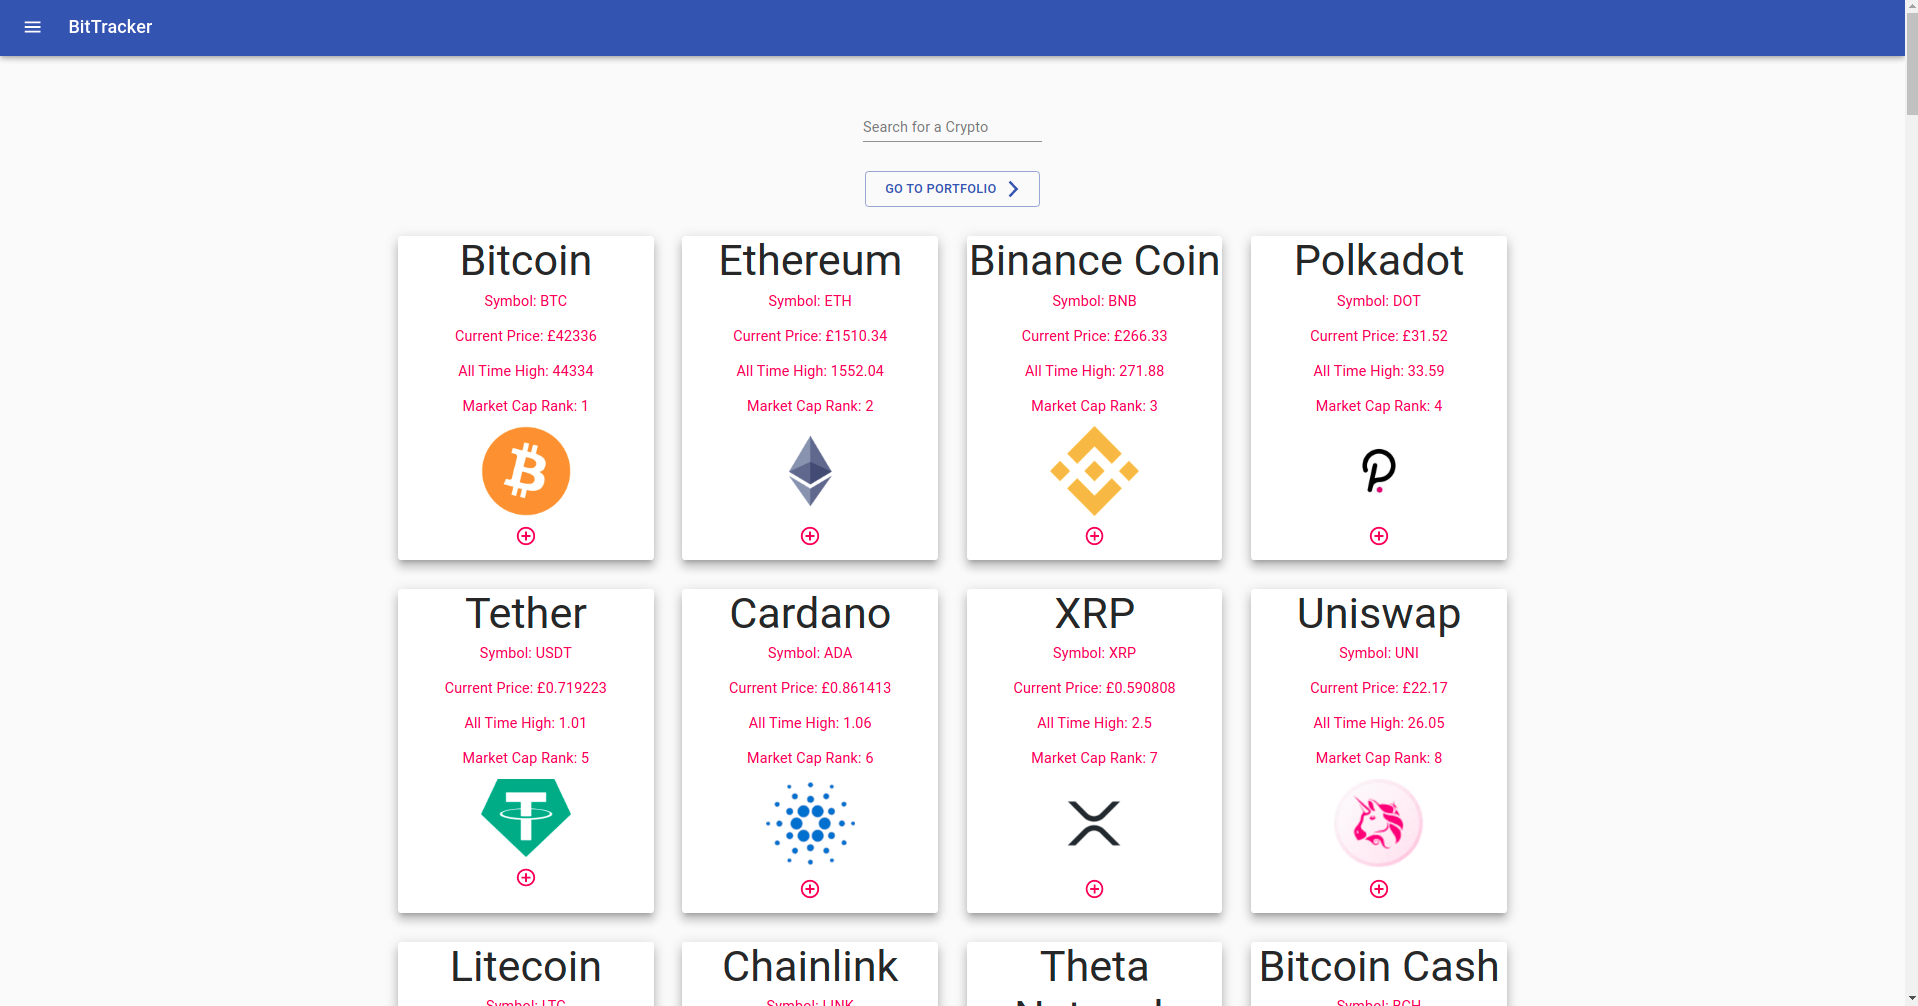 BitTracker
Search for a Crypto
GO TO PORTFOLIO
Bitcoin
Symbol: BTC
Current Price: £42336
All Time High: 44334
Market Cap Rank: 1
Ethereum
Symbol: ETH
Current Price: £1510.34
All Time High: 1552.04
Market Cap Rank: 2
Binance Coin
Symbol: BNB
Current Price: £266.33
All Time High: 271.88
Market Cap Rank: 3
Polkadot
Symbol: DOT
Current Price: £31.52
All Time High: 33.59
Market Cap Rank: 4
Tether
Symbol: USDT
Current Price: £0.719223
All Time High: 1.01
Market Cap Rank: 5
Cardano
Symbol: ADA
Current Price: £0.861413
All Time High: 1.06
Market Cap Rank: 6
XRP
Symbol: XRP
Current Price: £0.590808
All Time High: 2.5
Market Cap Rank: 7
Uniswap
Symbol: UNI
Current Price: £22.17
All Time High: 26.05
Market Cap Rank: 8
Litecoin
Symbol: LTC
Chainlink
Symbol: LINK
Theta
Bitcoin Cash
Symbol: BCH